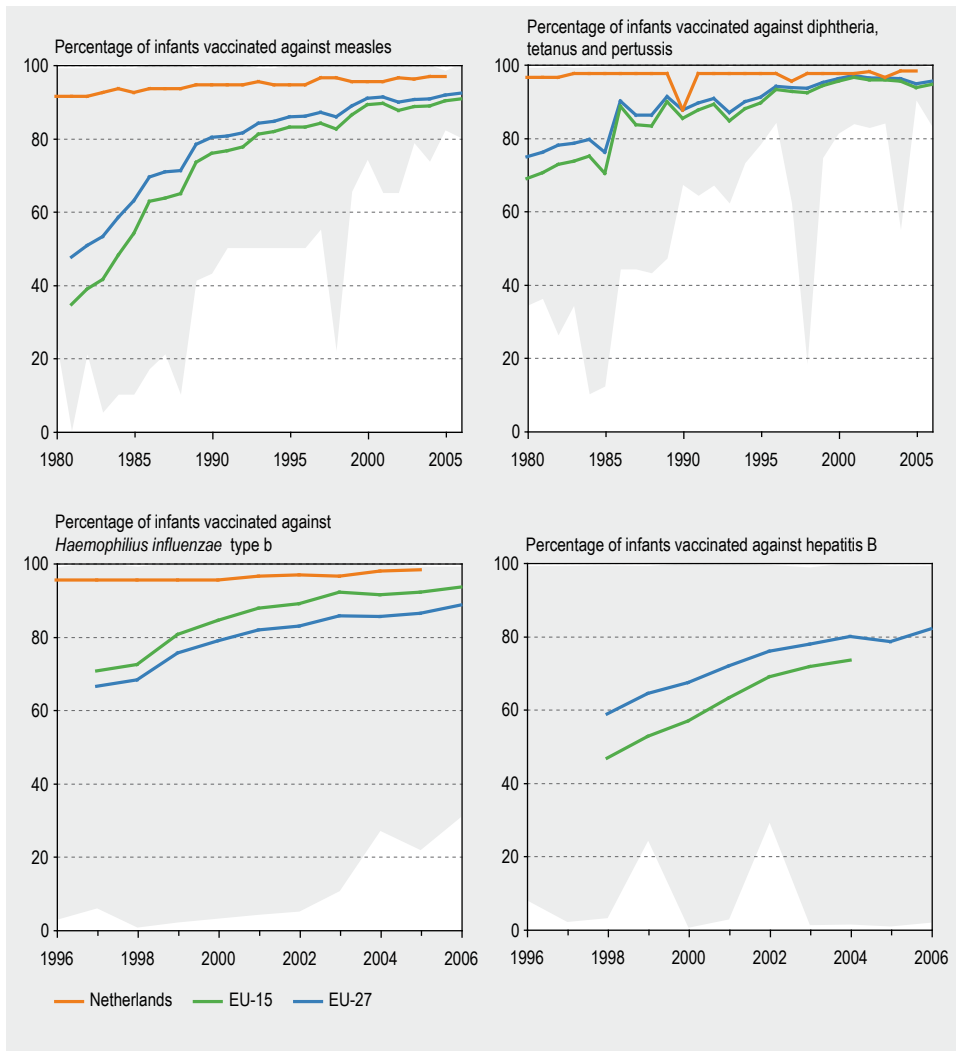 Percentage of infants vaccinated against measles
100
80
60
40
20
0
1980 1985 1990 1995 2000 2005
Percentage of infants vaccinated against diphtheria,
tetanus and pertussis
100
80
60
40
20
0
1980 1985 1990 1995 2000 2005
Percentage of infants vaccinated against
Haemophilius influenzae type b
100
80
60
40
20
0
1996 1998 2000 2002 2004 2006
Percentage of infants vaccinated against hepatitis B
100
80
60
40
20
0
1996 1998 2000 2002 2004 2006
Netherlands EU-15 EU-27